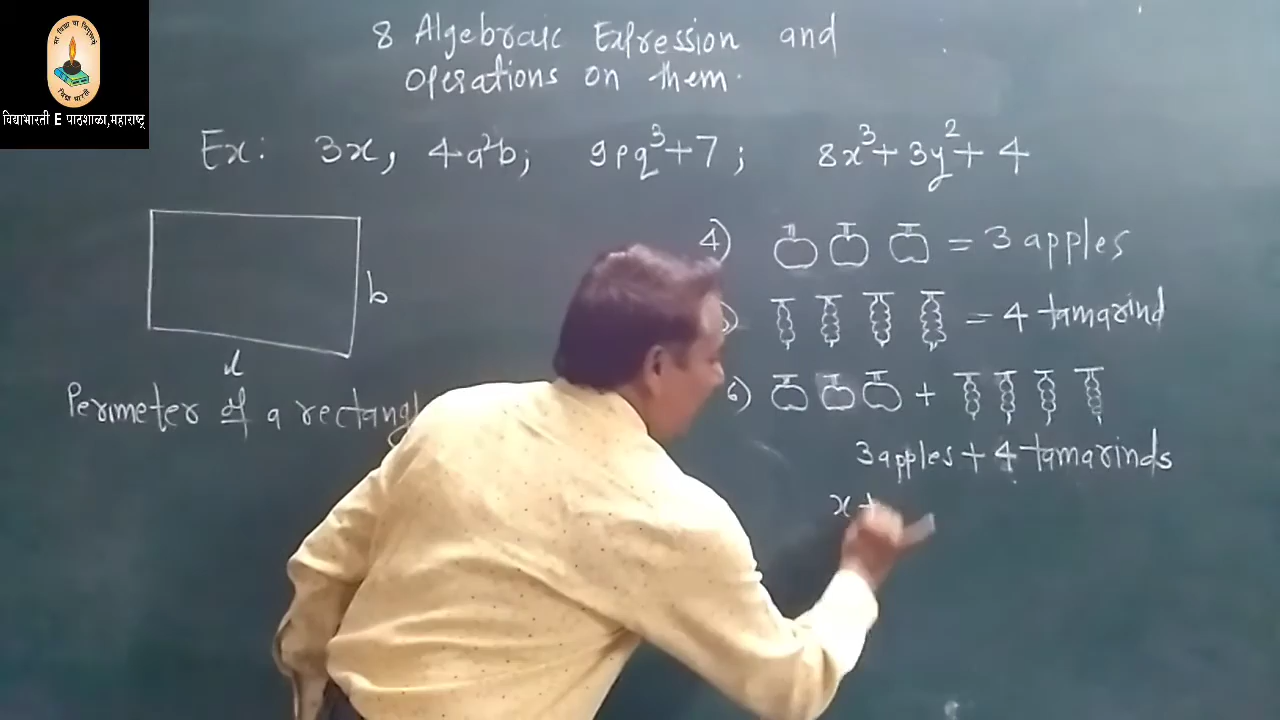 विद्याभारती E पाठशाळा,महाराष्ट्र
8 Algebraic Expression and
operations on them.
Ex: 3x, 4a²b; 9pq³+7; 8x³+3y²+4
b
l
Perimeter of a rectangl
4) = 3 apples
= 4 tamarind
6) +
3 apples + 4 tamarinds
x +